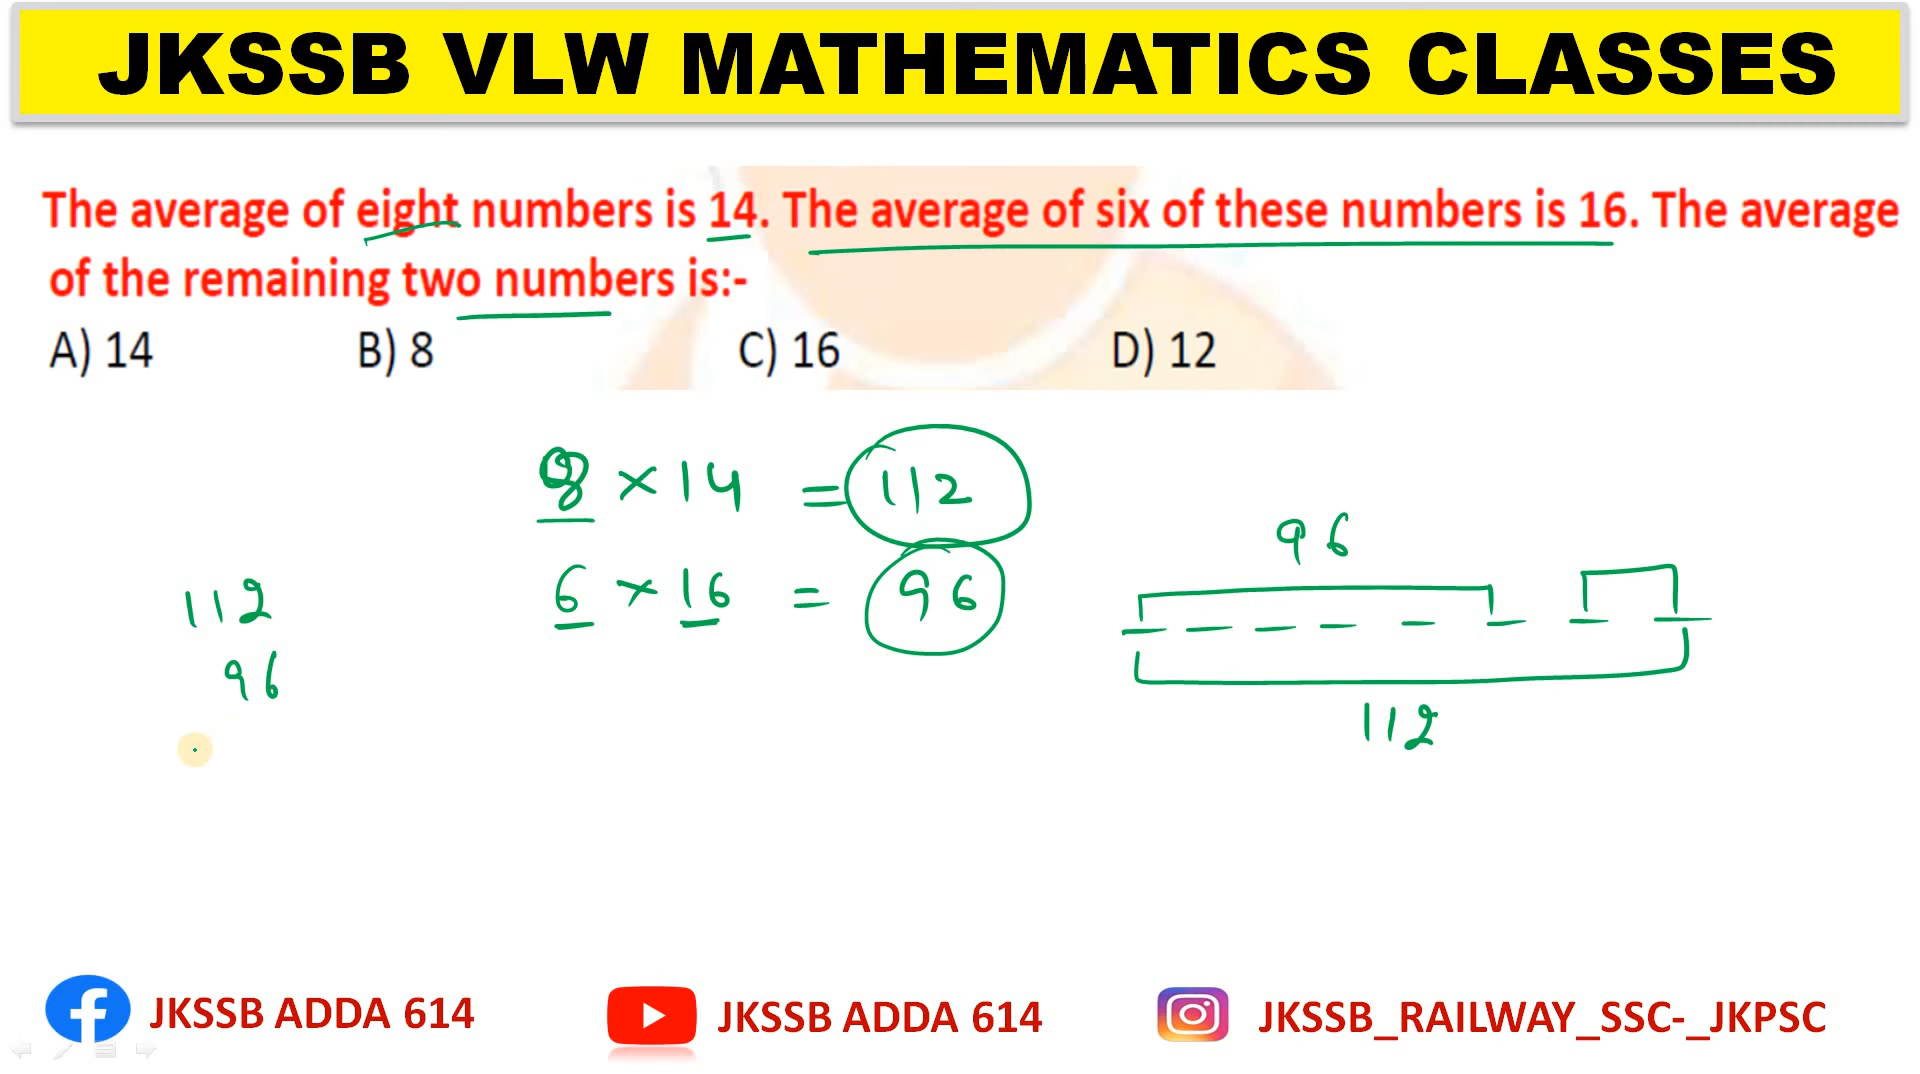 JKSSB VLW MATHEMATICS CLASSES
The average of eight numbers is 14. The average of six of these numbers is 16. The average
of the remaining two numbers is:-
A) 14 B) 8 C) 16 D) 12
8 × 14 = 112
6 × 16 = 96
96
112
96
112
JKSSB ADDA 614 JKSSB ADDA 614 JKSSB_RAILWAY_SSC-_JKPSC